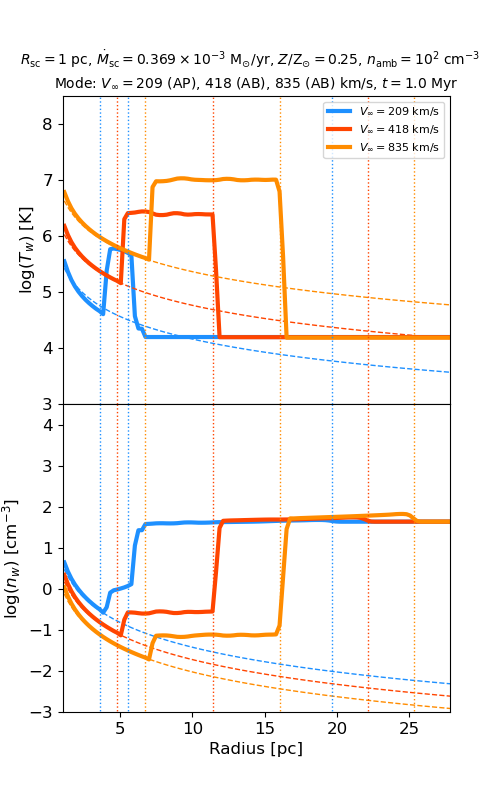 R_sc = 1 pc, Ṁ_sc = 0.369 × 10⁻³ M_⊙/yr, Z/Z_⊙ = 0.25, n_amb = 10² cm⁻³
Mode: V_∞ = 209 (AP), 418 (AB), 835 (AB) km/s, t = 1.0 Myr
V_∞ = 209 km/s
V_∞ = 418 km/s
V_∞ = 835 km/s
log(T_w) [K]
8
7
6
5
4
3
log(n_w) [cm⁻³]
4
3
2
1
0
−1
−2
−3
5
10
15
20
25
Radius [pc]